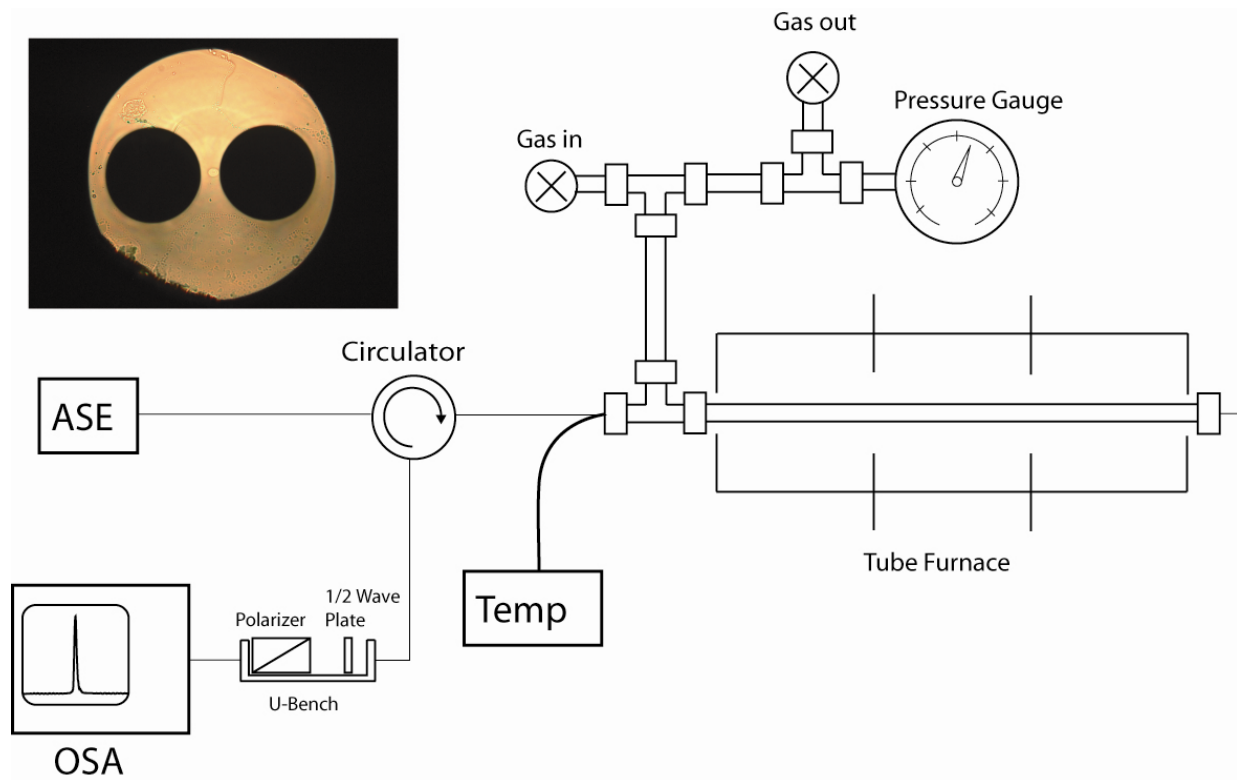 Gas out
Pressure Gauge
Gas in
Circulator
ASE
Tube Furnace
Temp
1/2 Wave
Plate
Polarizer
U-Bench
OSA